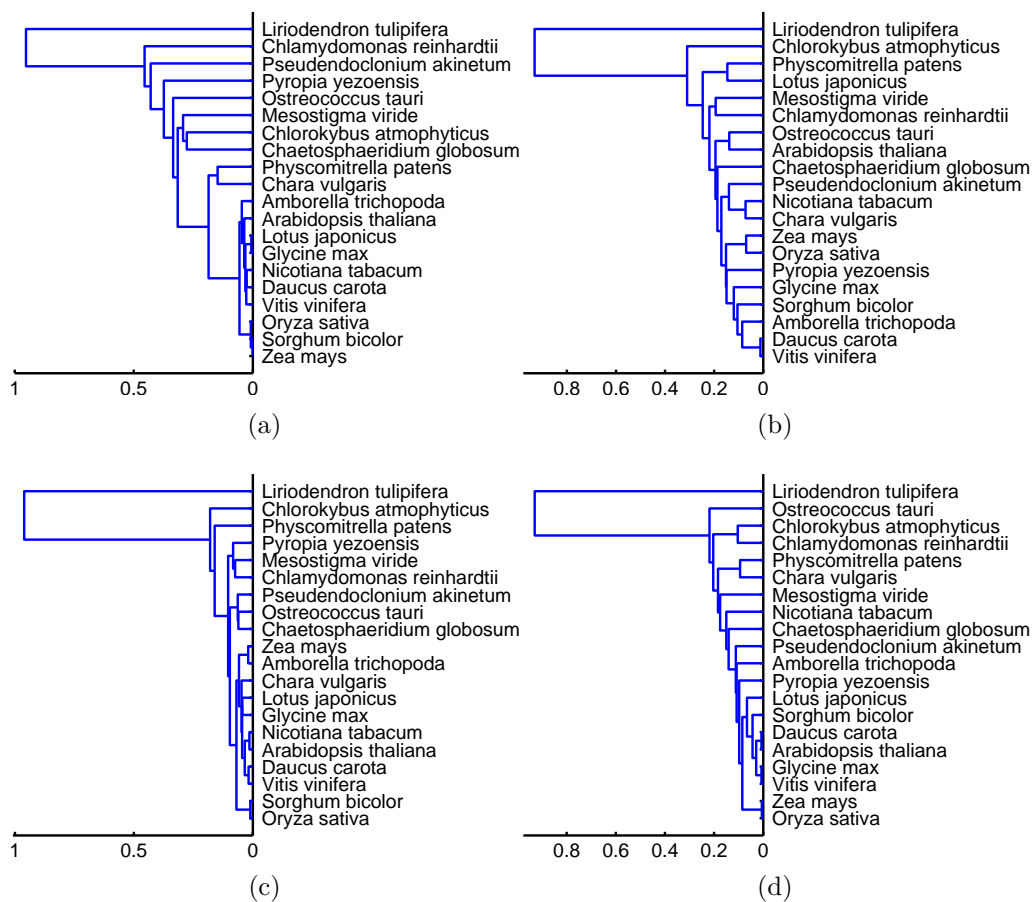 Liriodendron tulipifera
Chlamydomonas reinhardtii
Pseudendoclonium akinetum
Pyropia yezoensis
Ostreococcus tauri
Mesostigma viride
Chlorokybus atmophyticus
Chaetosphaeridium globosum
Physcomitrella patens
Chara vulgaris
Amborella trichopoda
Arabidopsis thaliana
Lotus japonicus
Glycine max
Nicotiana tabacum
Daucus carota
Vitis vinifera
Oryza sativa
Sorghum bicolor
Zea mays
1 0.5 0
(a)
Liriodendron tulipifera
Chlorokybus atmophyticus
Physcomitrella patens
Lotus japonicus
Mesostigma viride
Chlamydomonas reinhardtii
Ostreococcus tauri
Arabidopsis thaliana
Chaetosphaeridium globosum
Pseudendoclonium akinetum
Nicotiana tabacum
Chara vulgaris
Zea mays
Oryza sativa
Pyropia yezoensis
Glycine max
Sorghum bicolor
Amborella trichopoda
Daucus carota
Vitis vinifera
0.8 0.6 0.4 0.2 0
(b)
Liriodendron tulipifera
Chlorokybus atmophyticus
Physcomitrella patens
Pyropia yezoensis
Mesostigma viride
Chlamydomonas reinhardtii
Pseudendoclonium akinetum
Ostreococcus tauri
Chaetosphaeridium globosum
Zea mays
Amborella trichopoda
Chara vulgaris
Lotus japonicus
Glycine max
Nicotiana tabacum
Arabidopsis thaliana
Daucus carota
Vitis vinifera
Sorghum bicolor
Oryza sativa
1 0.5 0
(c)
Liriodendron tulipifera
Ostreococcus tauri
Chlorokybus atmophyticus
Chlamydomonas reinhardtii
Physcomitrella patens
Chara vulgaris
Mesostigma viride
Nicotiana tabacum
Chaetosphaeridium globosum
Pseudendoclonium akinetum
Amborella trichopoda
Pyropia yezoensis
Lotus japonicus
Sorghum bicolor
Daucus carota
Arabidopsis thaliana
Glycine max
Vitis vinifera
Zea mays
Oryza sativa
0.8 0.6 0.4 0.2 0
(d)